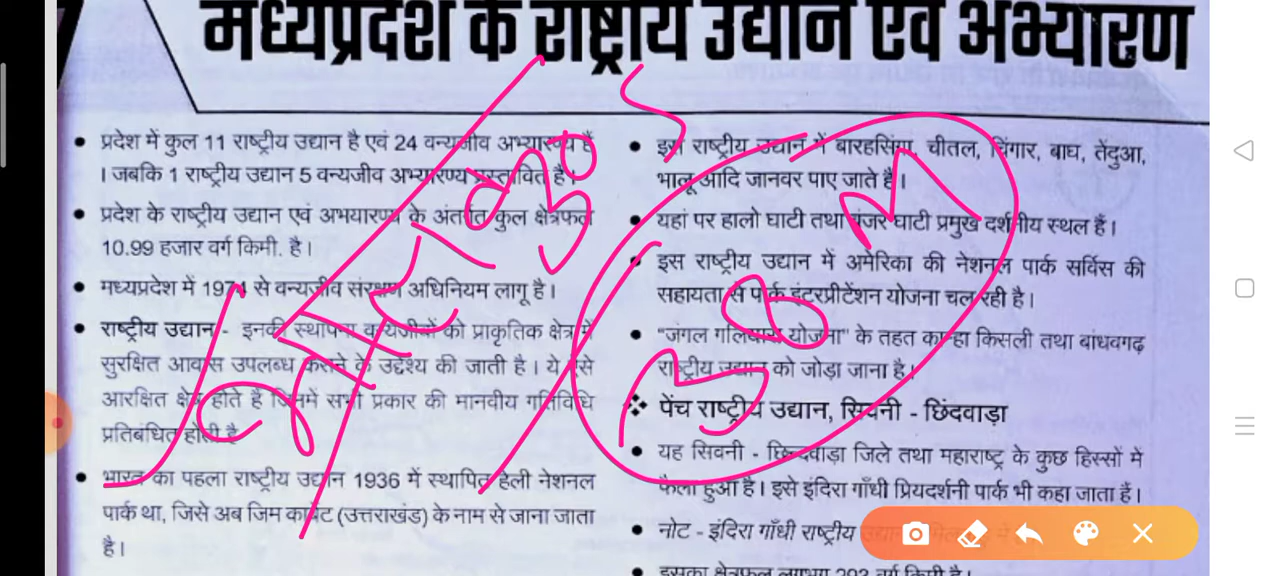 मध्यप्रदेश के राष्ट्रीय उद्यान एवं अभ्यारण
• प्रदेश में कुल 11 राष्ट्रीय उद्यान है एवं 24 वन्यजीव अभ्यारण्य है
। जबकि 1 राष्ट्रीय उद्यान 5 वन्यजीव अभ्यारण्य प्रस्तावित है।
• प्रदेश के राष्ट्रीय उद्यान एवं अभयारण्य के अंतर्गत कुल क्षेत्रफल
10.99 हजार वर्ग किमी. है।
• मध्यप्रदेश में 1974 से वन्यजीव संरक्षण अधिनियम लागू है।
• राष्ट्रीय उद्यान - इनकी स्थापना वन्यजीवों को प्राकृतिक क्षेत्र में
सुरक्षित आवास उपलब्ध कराने के उद्देश्य की जाती है। ये ऐसे
आरक्षित क्षेत्र होते है जिनमे सभी प्रकार की मानवीय गतिविधि
प्रतिबंधित होती है
• भारत का पहला राष्ट्रीय उद्यान 1936 में स्थापित हेली नेशनल
पार्क था, जिसे अब जिम कार्बेट (उत्तराखंड) के नाम से जाना जाता
है।
• इस राष्ट्रीय उद्यान में बारहसिंगा, चीतल, चिंगार, बाघ, तेंदुआ,
भालू आदि जानवर पाए जाते है।
• यहां पर हालो घाटी तथा बंजर घाटी प्रमुख दर्शनीय स्थल हैं।
• इस राष्ट्रीय उद्यान में अमेरिका की नेशनल पार्क सर्विस की
सहायता से पार्क इंटरप्रीटेंशन योजना चल रही है।
• "जंगल गलियारा योजना" के तहत कान्हा किसली तथा बांधवगढ़
राष्ट्रीय उद्यान को जोड़ा जाना है।
❖ पेंच राष्ट्रीय उद्यान, सिवनी - छिंदवाड़ा
• यह सिवनी - छिन्दवाड़ा जिले तथा महाराष्ट्र के कुछ हिस्सों में
फैला हुआ है। इसे इंदिरा गाँधी प्रियदर्शनी पार्क भी कहा जाता हैं।
• नोट - इंदिरा गाँधी राष्ट्रीय
• इसका क्षेत्रफल लगभग 293 वर्ग किमी है।